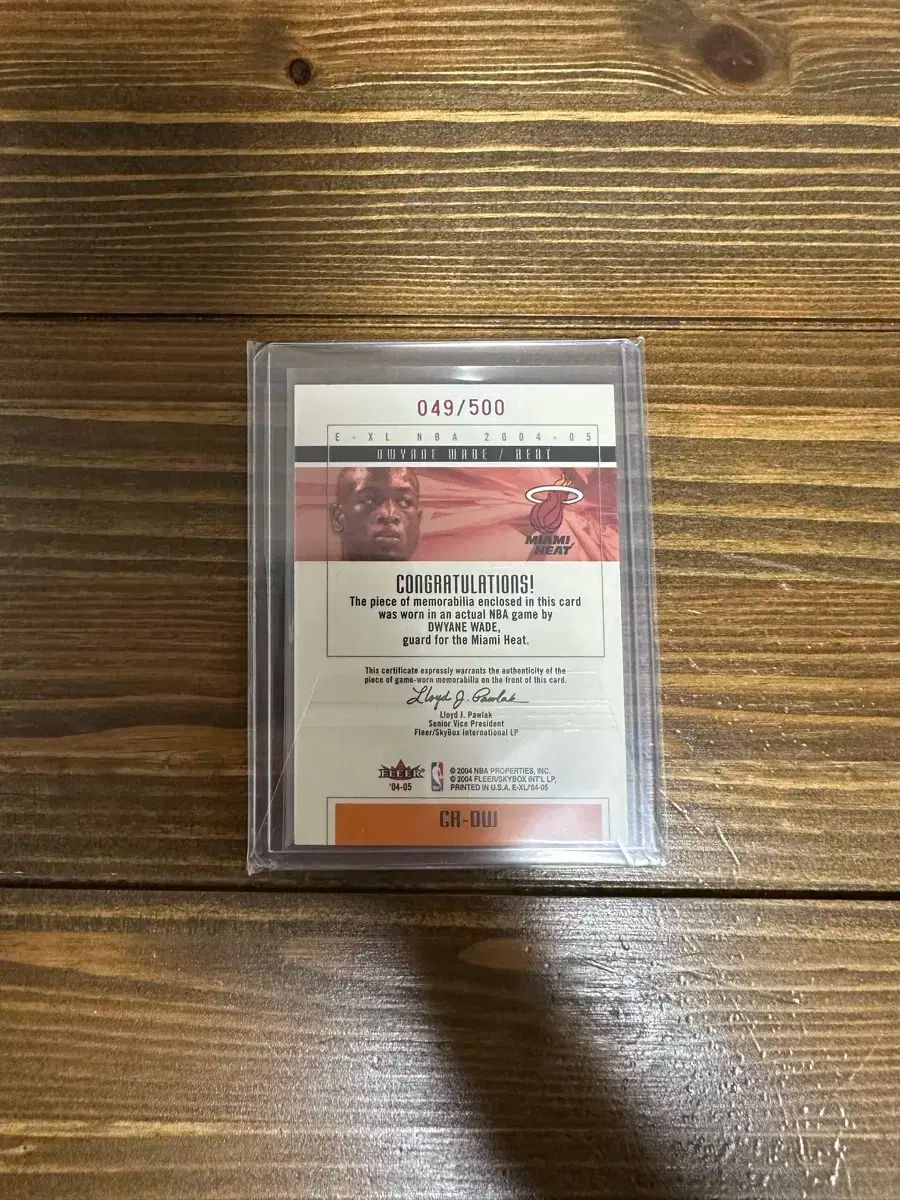 049/500
E-XL NBA 2004-05
DWYANE WADE / HEAT
MIAMI
HEAT
CONGRATULATIONS!
The piece of memorabilia enclosed in this card
was worn in an actual NBA game by
DWYANE WADE,
guard for the Miami Heat.
This certificate expressly warrants the authenticity of the
piece of game-worn memorabilia on the front of this card.
Lloyd J. Pawlak
Lloyd J. Pawlak
Senior Vice President
Fleer/SkyBox International LP
FLEER
'04-05
© 2004 NBA PROPERTIES, INC.
© 2004 FLEER/SKYBOX INT'L LP,
PRINTED IN U.S.A. E-XL/'04-05
CR-DW